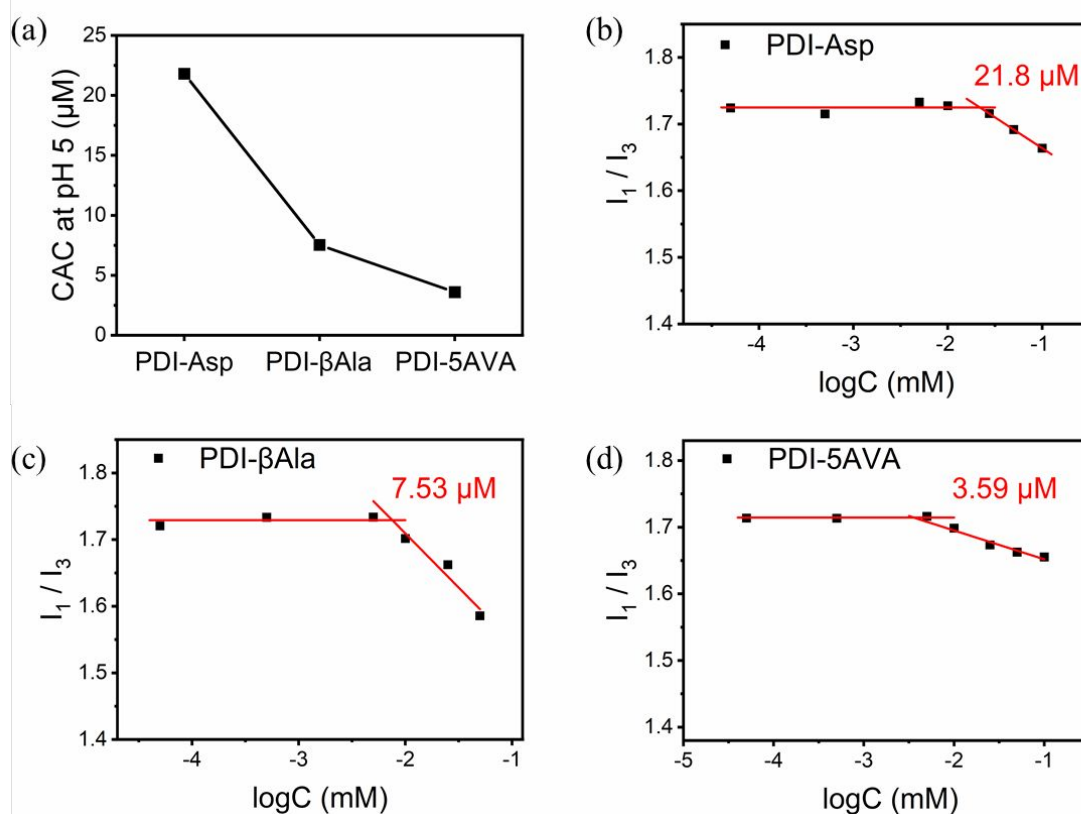 (a)
25
20
15
10
5
0
CAC at pH 5 (µM)
PDI-Asp PDI-βAla PDI-5AVA
(b)
PDI-Asp
21.8 µM
1.8
1.7
1.6
1.5
1.4
I₁ / I₃
-4 -3 -2 -1
logC (mM)
(c)
PDI-βAla
7.53 µM
1.8
1.7
1.6
1.5
1.4
I₁ / I₃
-4 -3 -2 -1
logC (mM)
(d)
PDI-5AVA
3.59 µM
1.8
1.7
1.6
1.5
1.4
I₁ / I₃
-5 -4 -3 -2 -1
logC (mM)